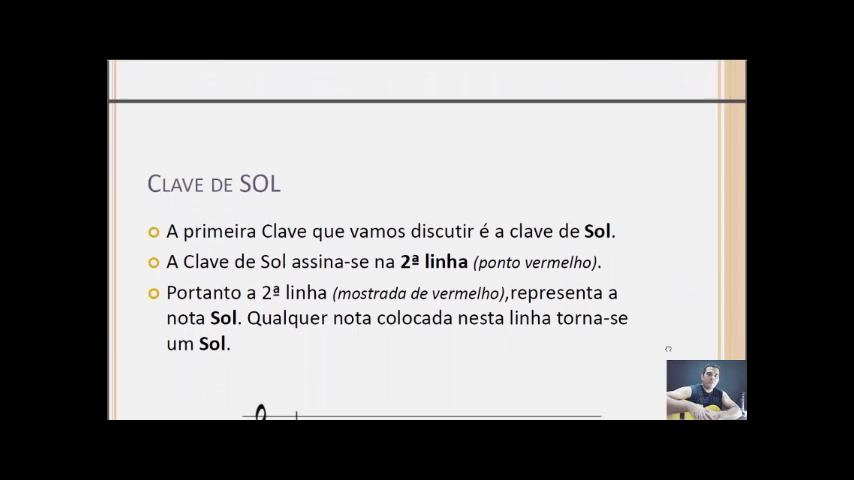 CLAVE DE SOL
A primeira Clave que vamos discutir é a clave de Sol.
A Clave de Sol assina-se na 2ª linha (ponto vermelho).
Portanto a 2ª linha (mostrada de vermelho),representa a
nota Sol. Qualquer nota colocada nesta linha torna-se
um Sol.